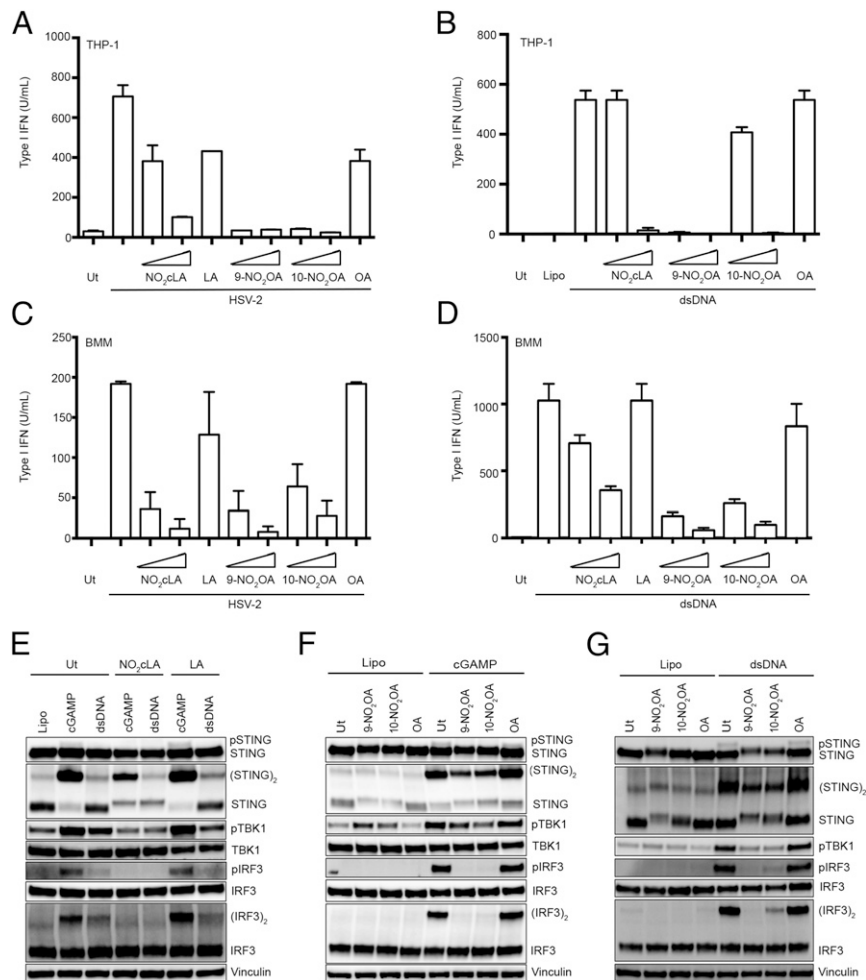 A
THP-1
Type I IFN (U/mL)
1000
800
600
400
200
0
Ut
NO₂cLA
LA
9-NO₂OA
10-NO₂OA
OA
HSV-2
B
THP-1
Type I IFN (U/mL)
800
600
400
200
0
Ut
Lipo
NO₂cLA
9-NO₂OA
10-NO₂OA
OA
dsDNA
C
BMM
Type I IFN (U/mL)
250
200
150
100
50
0
Ut
NO₂cLA
LA
9-NO₂OA
10-NO₂OA
OA
HSV-2
D
BMM
Type I IFN (U/mL)
1500
1000
500
0
Ut
NO₂cLA
LA
9-NO₂OA
10-NO₂OA
OA
dsDNA
E
Ut
NO₂cLA
LA
Lipo
cGAMP
dsDNA
cGAMP
dsDNA
cGAMP
dsDNA
pSTING
STING
(STING)₂
STING
pTBK1
TBK1
pIRF3
IRF3
(IRF3)₂
IRF3
Vinculin
F
Lipo
cGAMP
Ut
9-NO₂OA
10-NO₂OA
OA
Ut
9-NO₂OA
10-NO₂OA
OA
pSTING
STING
(STING)₂
STING
pTBK1
TBK1
pIRF3
IRF3
(IRF3)₂
IRF3
Vinculin
G
Lipo
dsDNA
Ut
9-NO₂OA
10-NO₂OA
OA
Ut
9-NO₂OA
10-NO₂OA
OA
pSTING
STING
(STING)₂
STING
pTBK1
pIRF3
IRF3
(IRF3)₂
IRF3
Vinculin